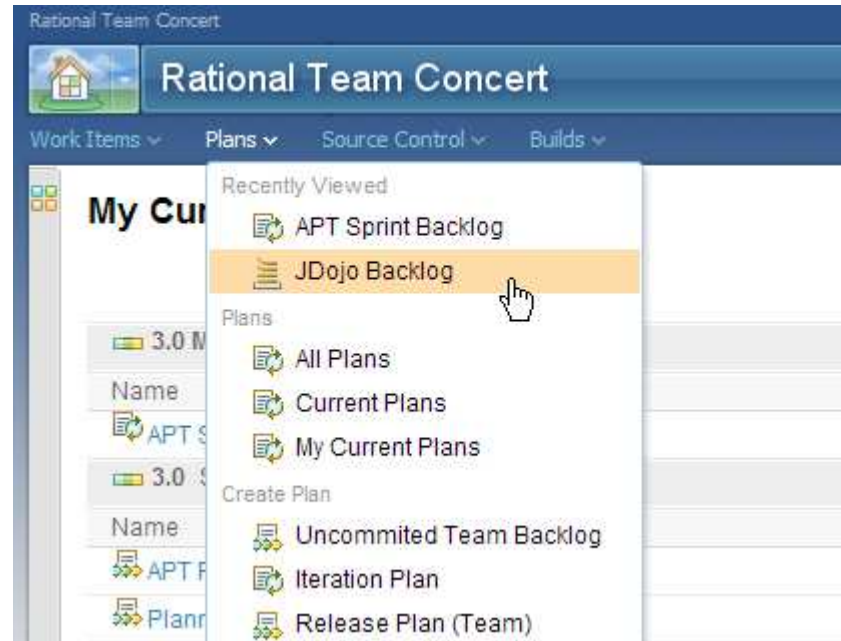 Rational Team Concert
Rational Team Concert
Work Items Plans Source Control Builds
My Cur
Recently Viewed
APT Sprint Backlog
JDojo Backlog
Plans
3.0 M
All Plans
Name
Current Plans
APT S
My Current Plans
3.0 S
Create Plan
Name
Uncommited Team Backlog
APT
Iteration Plan
Plann
Release Plan (Team)